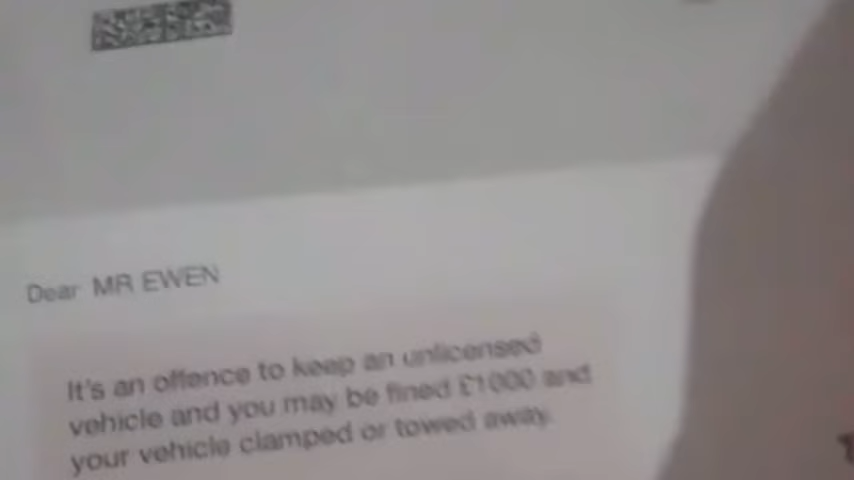 Dear MR EWEN
It's an offence to keep an unlicensed
vehicle and you may be fined £1000 and
your vehicle clamped or towed away.